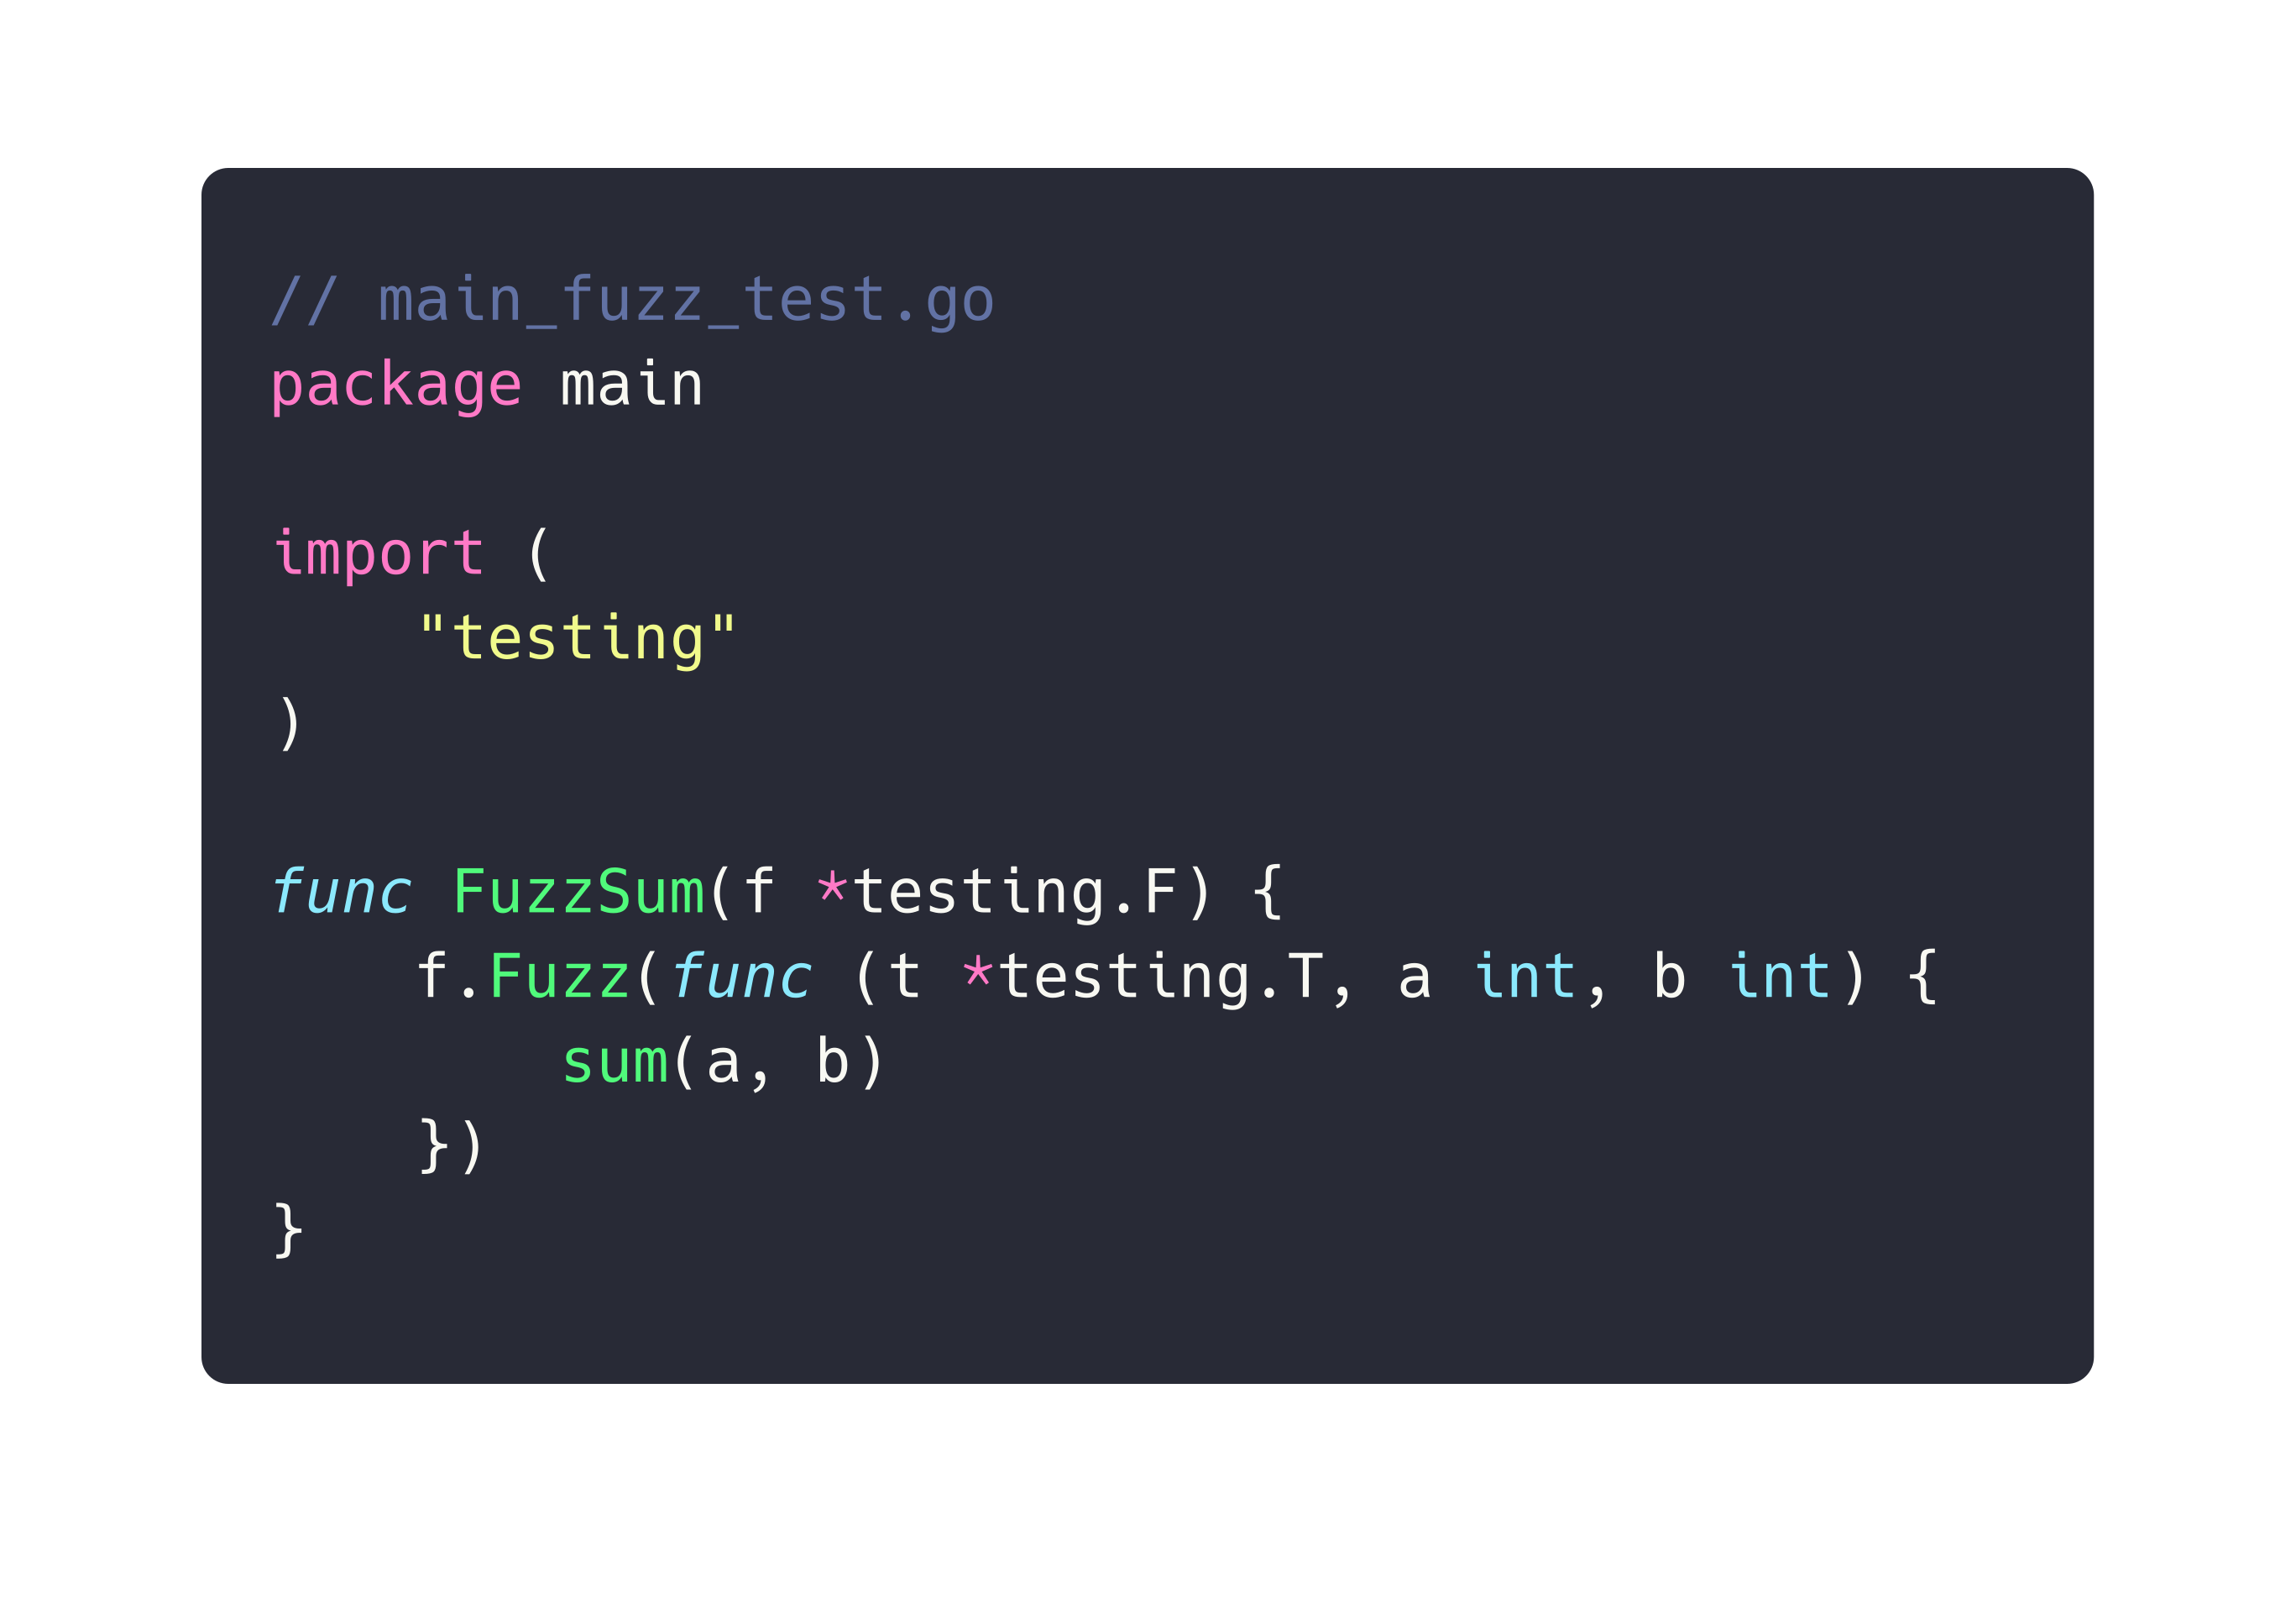 // main_fuzz_test.go
package main

import (
    "testing"
)

func FuzzSum(f *testing.F) {
    f.Fuzz(func (t *testing.T, a int, b int) {
        sum(a, b)
    })
}